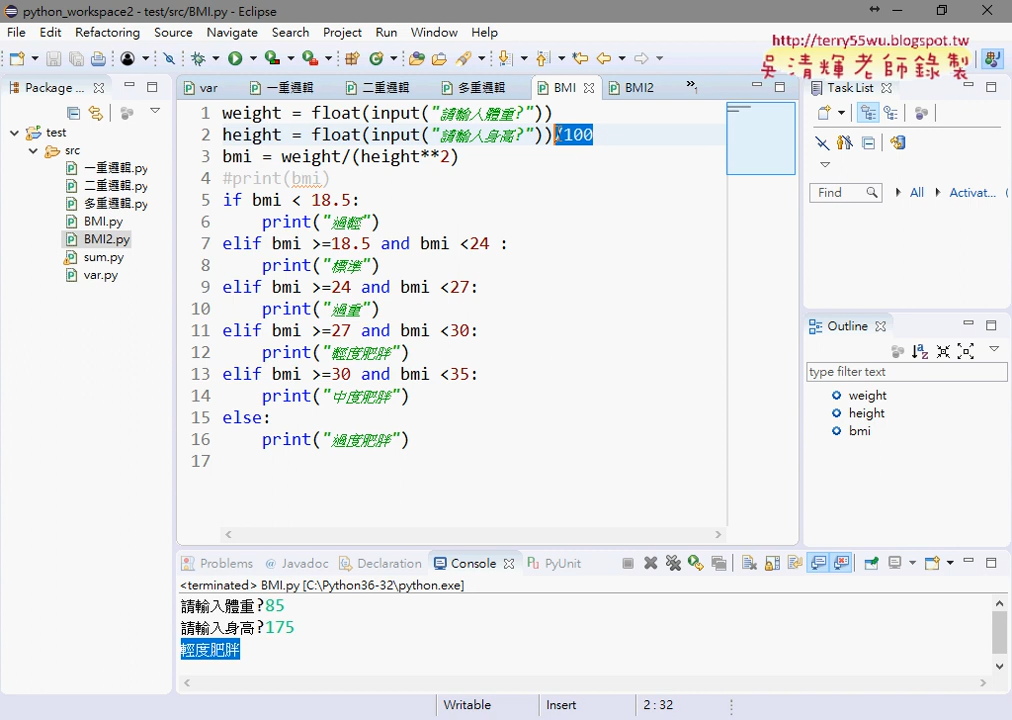 python_workspace2 - test/src/BMI.py - Eclipse
File Edit Refactoring Source Navigate Search Project Run Window Help
http://terry55wu.blogspot.tw
吳清輝老師錄製
Package ...
var 一重邏輯 二重邏輯 多重邏輯 BMI BMI2 »1
Task List
test
src
一重邏輯.py
二重邏輯.py
多重邏輯.py
BMI.py
BMI2.py
sum.py
var.py
1 weight = float(input("請輸入體重?"))
2 height = float(input("請輸入身高?"))/100
3 bmi = weight/(height**2)
4 #print(bmi)
5 if bmi < 18.5:
6 print("過輕")
7 elif bmi >=18.5 and bmi <24 :
8 print("標準")
9 elif bmi >=24 and bmi <27:
10 print("過重")
11 elif bmi >=27 and bmi <30:
12 print("輕度肥胖")
13 elif bmi >=30 and bmi <35:
14 print("中度肥胖")
15 else:
16 print("過度肥胖")
17
Find All Activat...
Outline
type filter text
weight
height
bmi
Problems Javadoc Declaration Console PyUnit
<terminated> BMI.py [C:\Python36-32\python.exe]
請輸入體重?85
請輸入身高?175
輕度肥胖
Writable Insert 2 : 32